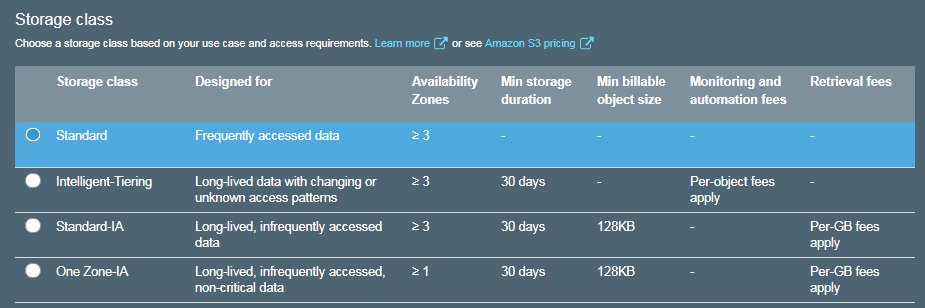 Storage class
Choose a storage class based on your use case and access requirements. Learn more or see Amazon S3 pricing
Storage class Designed for Availability Zones Min storage duration Min billable object size Monitoring and automation fees Retrieval fees
Standard Frequently accessed data ≥ 3 - - - -
Intelligent-Tiering Long-lived data with changing or unknown access patterns ≥ 3 30 days - Per-object fees apply -
Standard-IA Long-lived, infrequently accessed data ≥ 3 30 days 128KB - Per-GB fees apply
One Zone-IA Long-lived, infrequently accessed, non-critical data ≥ 1 30 days 128KB - Per-GB fees apply